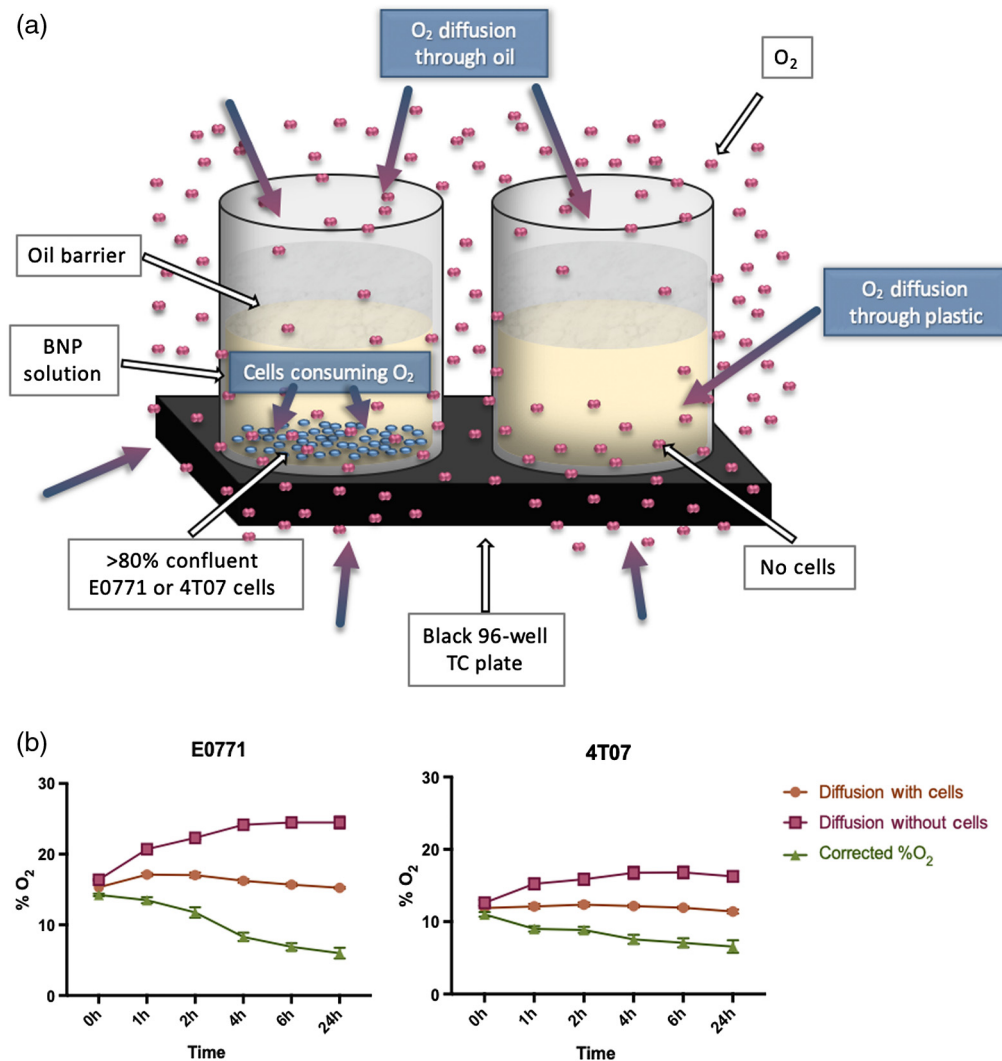 (a)
O₂ diffusion
through oil
O₂
Oil barrier
O₂ diffusion
through plastic
BNP
solution
Cells consuming O₂
>80% confluent
E0771 or 4T07 cells
No cells
Black 96-well
TC plate
(b)
E0771
30
20
10
0
% O₂
0h
1h
2h
4h
6h
24h
Time
4T07
30
20
10
0
% O₂
0h
1h
2h
4h
6h
24h
Time
Diffusion with cells
Diffusion without cells
Corrected %O₂